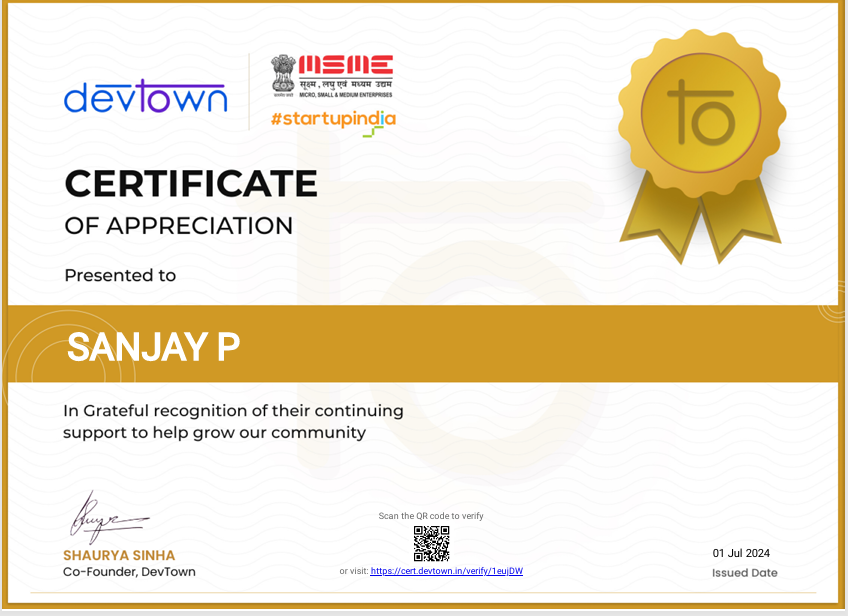 devtown
MSME
सूक्ष्म, लघु एवं मध्यम उद्यम
MICRO, SMALL & MEDIUM ENTERPRISES
#startupindia
to
CERTIFICATE
OF APPRECIATION
Presented to
SANJAY P
In Grateful recognition of their continuing
support to help grow our community
Scan the QR code to verify
SHAURYA SINHA
Co-Founder, DevTown
or visit: https://cert.devtown.in/verify/1eujDW
01 Jul 2024
Issued Date